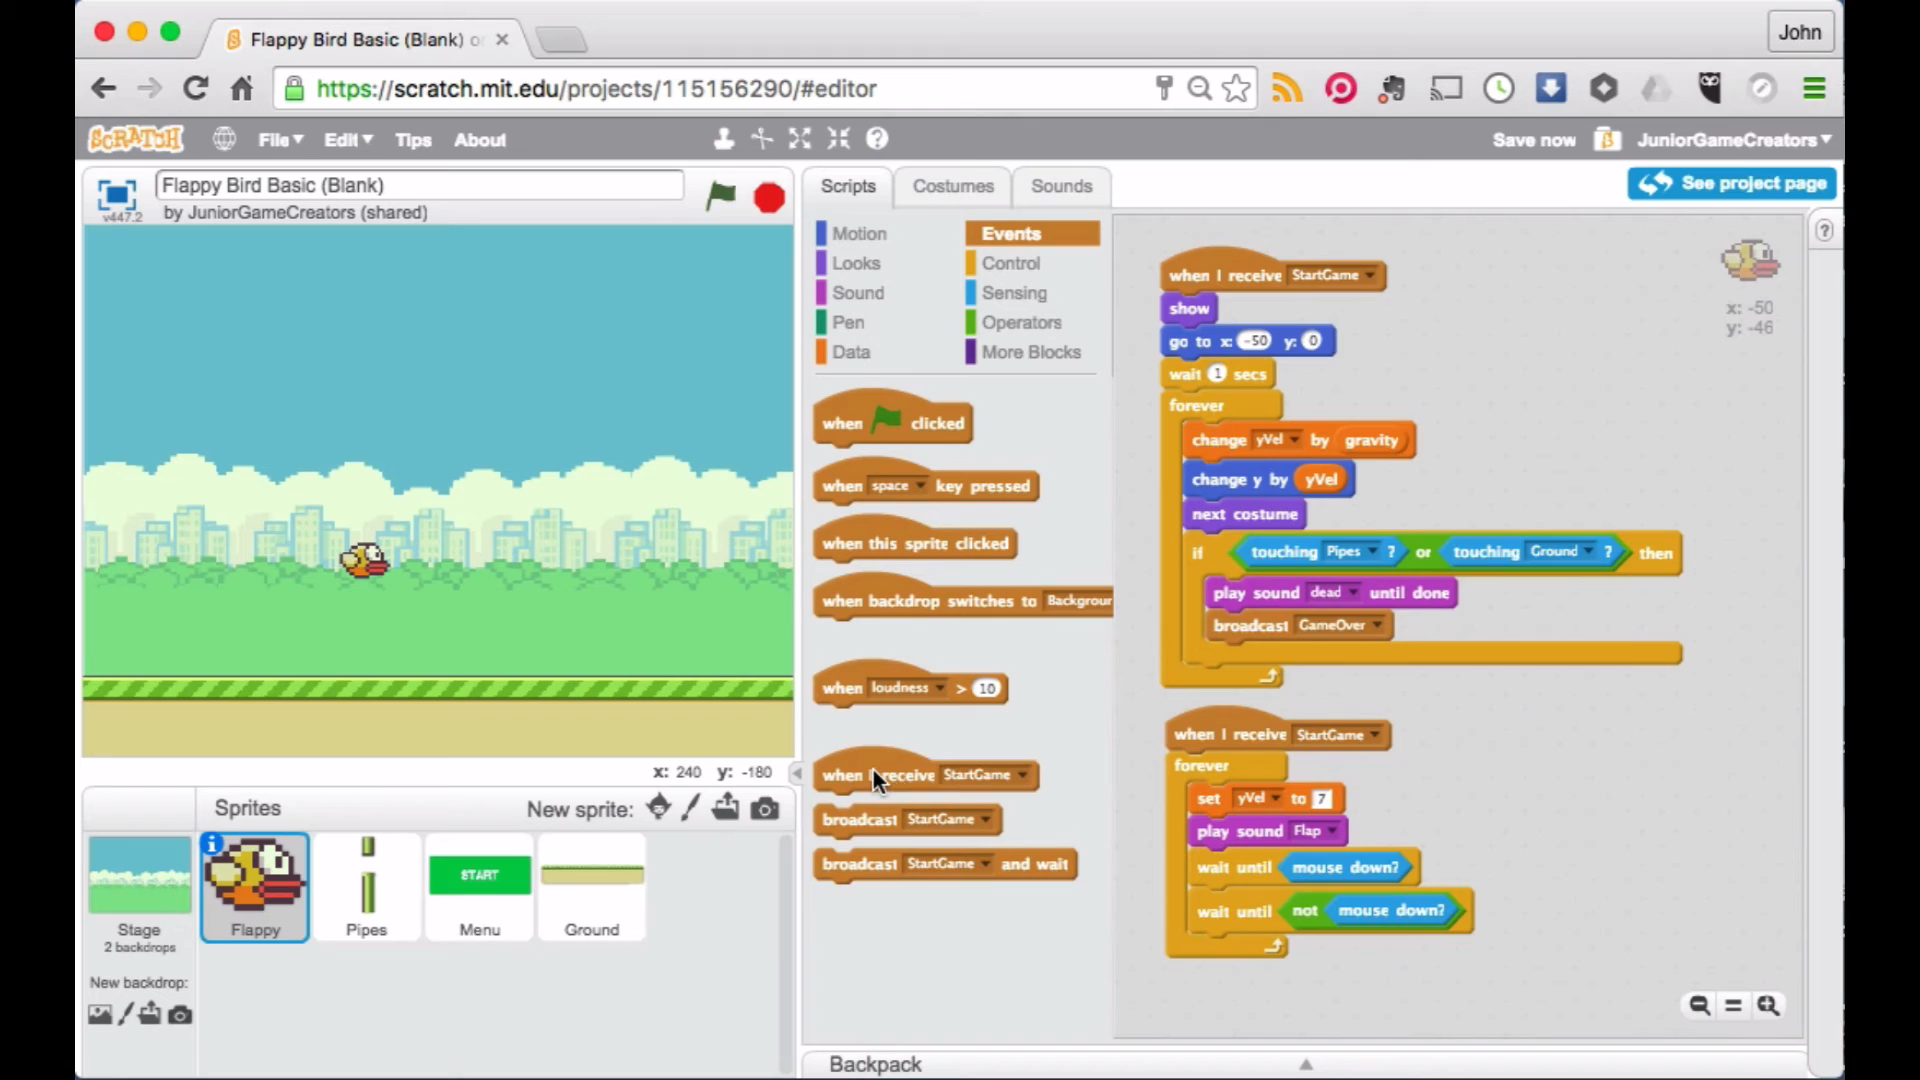 Flappy Bird Basic (Blank) o
John
https://scratch.mit.edu/projects/115156290/#editor
SCRATCH
File
Edit
Tips
About
Save now
JuniorGameCreators
v447.2
Flappy Bird Basic (Blank)
by JuniorGameCreators (shared)
See project page
Scripts
Costumes
Sounds
Motion
Events
Looks
Control
Sound
Sensing
Pen
Operators
Data
More Blocks
when clicked
when space key pressed
when this sprite clicked
when backdrop switches to Backgroun
when loudness > 10
when I receive StartGame
broadcast StartGame
broadcast StartGame and wait
when I receive StartGame
show
go to x: -50 y: 0
wait 1 secs
forever
change yVel by gravity
change y by yVel
next costume
if touching Pipes ? or touching Ground ? then
play sound dead until done
broadcast GameOver
when I receive StartGame
forever
set yVel to 7
play sound Flap
wait until mouse down?
wait until not mouse down?
x: -50
y: -46
?
x: 240 y: -180
Sprites
New sprite:
START
Stage
2 backdrops
Flappy
Pipes
Menu
Ground
New backdrop:
Backpack